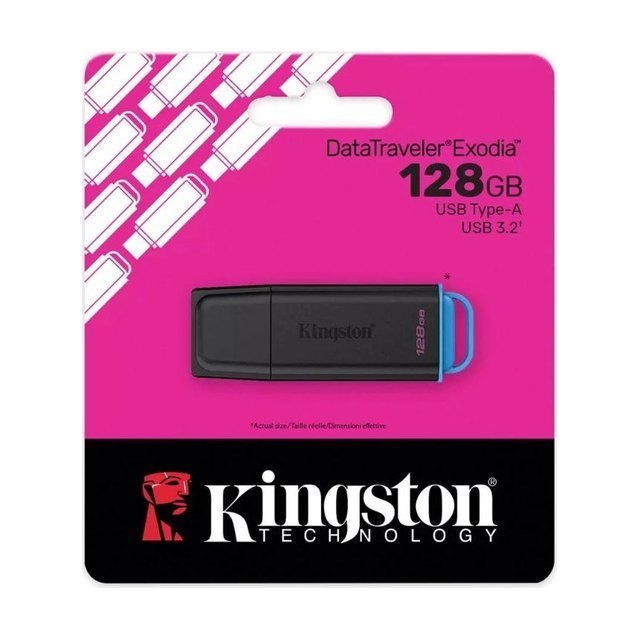 DataTraveler® Exodia™
128GB
USB Type-A
USB 3.2¹
*
Kingston
128GB
*Actual size/Taille réelle/Dimensioni effettive
Kingston®
TECHNOLOGY